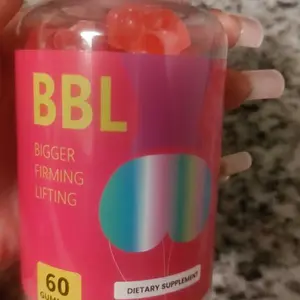 BBL
BIGGER
FIRMING
LIFTING
60
DIETARY SUPPLEMENT